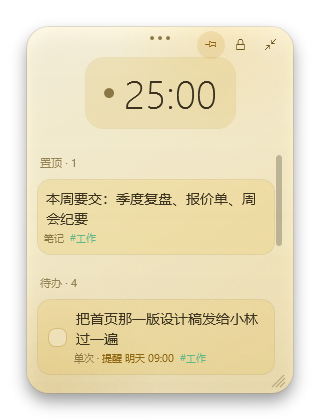 25:00
置顶 · 1
本周要交：季度复盘、报价单、周
会纪要
笔记 #工作
待办 · 4
把首页那一版设计稿发给小林
过一遍
单次 · 提醒 明天 09:00 #工作